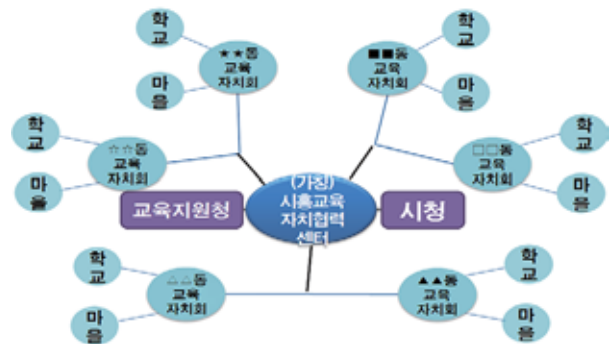 학
교
마
을
★★동
교육
자치회
■■동
교육
자치회
학
교
마
을
학
교
마
을
☆☆동
교육
자치회
□□동
교육
자치회
학
교
마
을
교육지원청
(가칭)
시흥교육
자치협력
센터
시청
학
교
마
을
△△동
교육
자치회
▲▲동
교육
자치회
학
교
마
을